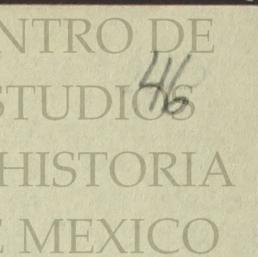 NTRO DE
46
STUDIOS
HISTORIA
E MEXICO